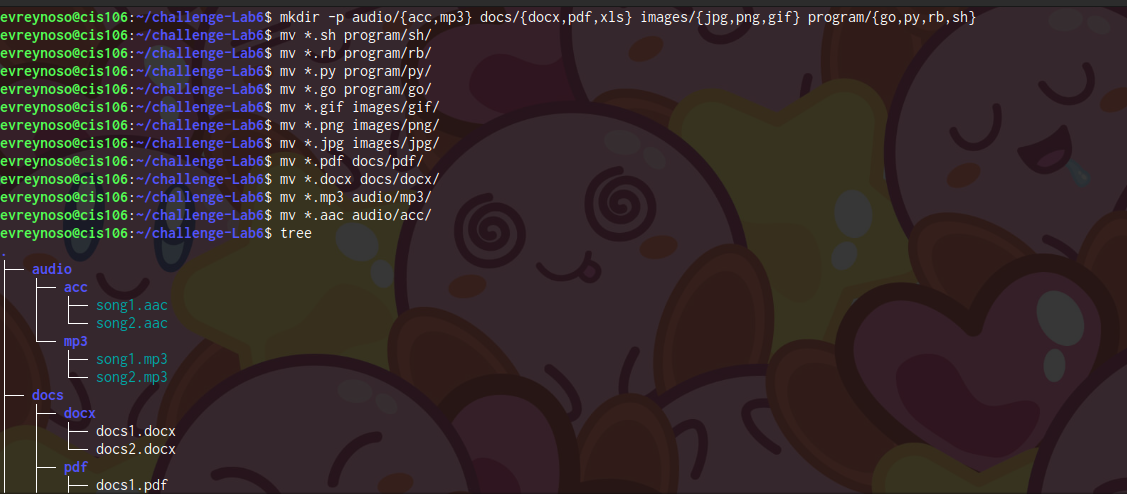 evreynoso@cis106:~/challenge-Lab6$ mkdir -p audio/{acc,mp3} docs/{docx,pdf,xls} images/{jpg,png,gif} program/{go,py,rb,sh}
evreynoso@cis106:~/challenge-Lab6$ mv *.sh program/sh/
evreynoso@cis106:~/challenge-Lab6$ mv *.rb program/rb/
evreynoso@cis106:~/challenge-Lab6$ mv *.py program/py/
evreynoso@cis106:~/challenge-Lab6$ mv *.go program/go/
evreynoso@cis106:~/challenge-Lab6$ mv *.gif images/gif/
evreynoso@cis106:~/challenge-Lab6$ mv *.png images/png/
evreynoso@cis106:~/challenge-Lab6$ mv *.jpg images/jpg/
evreynoso@cis106:~/challenge-Lab6$ mv *.pdf docs/pdf/
evreynoso@cis106:~/challenge-Lab6$ mv *.docx docs/docx/
evreynoso@cis106:~/challenge-Lab6$ mv *.mp3 audio/mp3/
evreynoso@cis106:~/challenge-Lab6$ mv *.aac audio/acc/
evreynoso@cis106:~/challenge-Lab6$ tree
.
├── audio
│   ├── acc
│   │   ├── song1.aac
│   │   └── song2.aac
│   └── mp3
│       ├── song1.mp3
│       └── song2.mp3
├── docs
│   ├── docx
│   │   ├── docs1.docx
│   │   └── docs2.docx
│   ├── pdf
│   │   ├── docs1.pdf